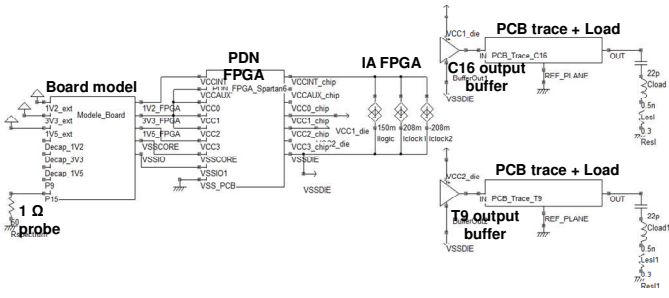 Board model
PDN
FPGA
IA FPGA
C16 output
buffer
PCB trace + Load
T9 output
buffer
PCB trace + Load
1 Ω
probe
Modele_Board
1V2_ext
3V3_ext
1V5_ext
Decap_1V2
Decap_3V3
Decap_1V5
P9
P15
1V2_FPGA
3V3_FPGA
1V5_FPGA
VSSCORE
VSSIO
VCCINT
PDN_FPGA_Spartan6
VCCAUX
VCC0
VCC1
VCC2
VCC3
VSSCORE
VSSIO1
VSS_PCB
VCCINT_chip
VCCAUX_chip
VCC0_chip
VCC1_chip
VCC2_chip
VCC3_chip
VSSDIE
VSSDIE
VCC1_die
150m
Ilogic
208m
Iclock1
-208m
Iclock2
VCC1_die
VSSDIE
IN
PCB_Trace_C16
OUT
REF_PLANE
22p
Cload
0.5n
Lesl
0.3
Resl
VCC2_die
VSSDIE
IN
PCB_Trace_T9
OUT
REF_PLANE
22p
Cload1
0.5n
Lesl1
0.3
Resl1